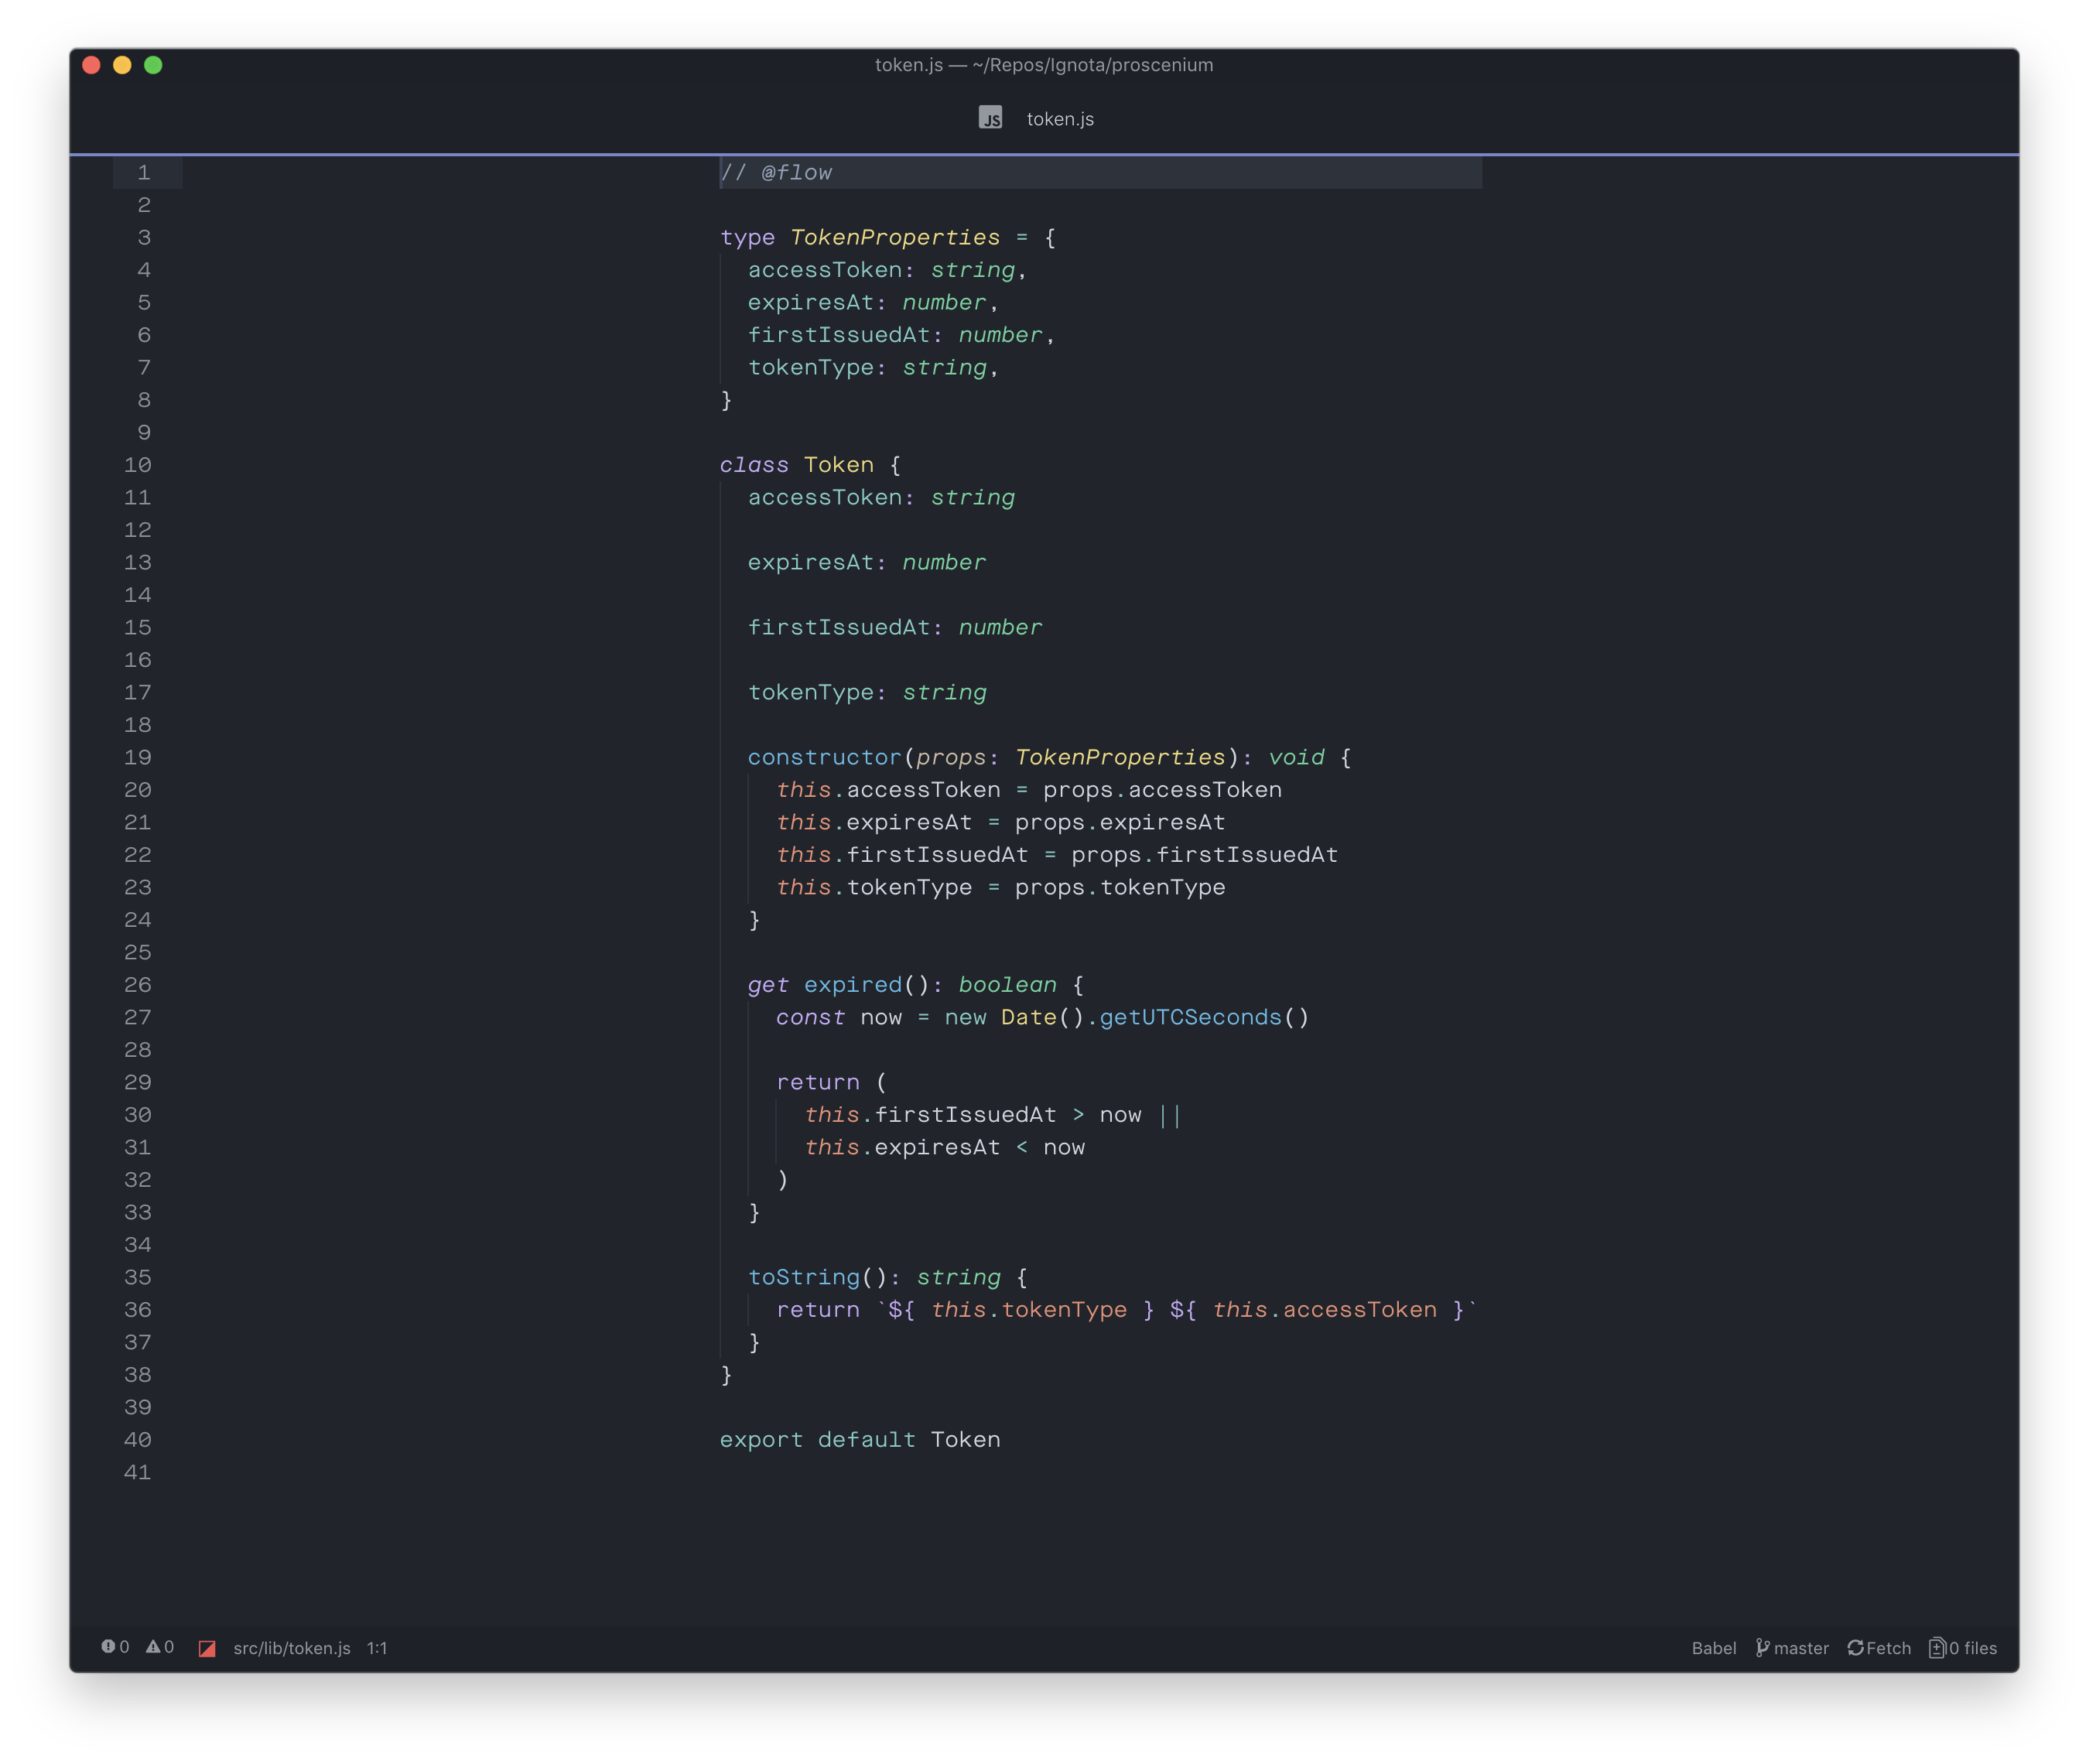 token.js — ~/Repos/Ignota/proscenium
JS token.js
1 // @flow
2
3 type TokenProperties = {
4   accessToken: string,
5   expiresAt: number,
6   firstIssuedAt: number,
7   tokenType: string,
8 }
9
10 class Token {
11   accessToken: string
12
13   expiresAt: number
14
15   firstIssuedAt: number
16
17   tokenType: string
18
19   constructor(props: TokenProperties): void {
20     this.accessToken = props.accessToken
21     this.expiresAt = props.expiresAt
22     this.firstIssuedAt = props.firstIssuedAt
23     this.tokenType = props.tokenType
24   }
25
26   get expired(): boolean {
27     const now = new Date().getUTCSeconds()
28
29     return (
30       this.firstIssuedAt > now ||
31       this.expiresAt < now
32     )
33   }
34
35   toString(): string {
36     return `${ this.tokenType } ${ this.accessToken }`
37   }
38 }
39
40 export default Token
41
0 0 src/lib/token.js 1:1 Babel master Fetch 0 files